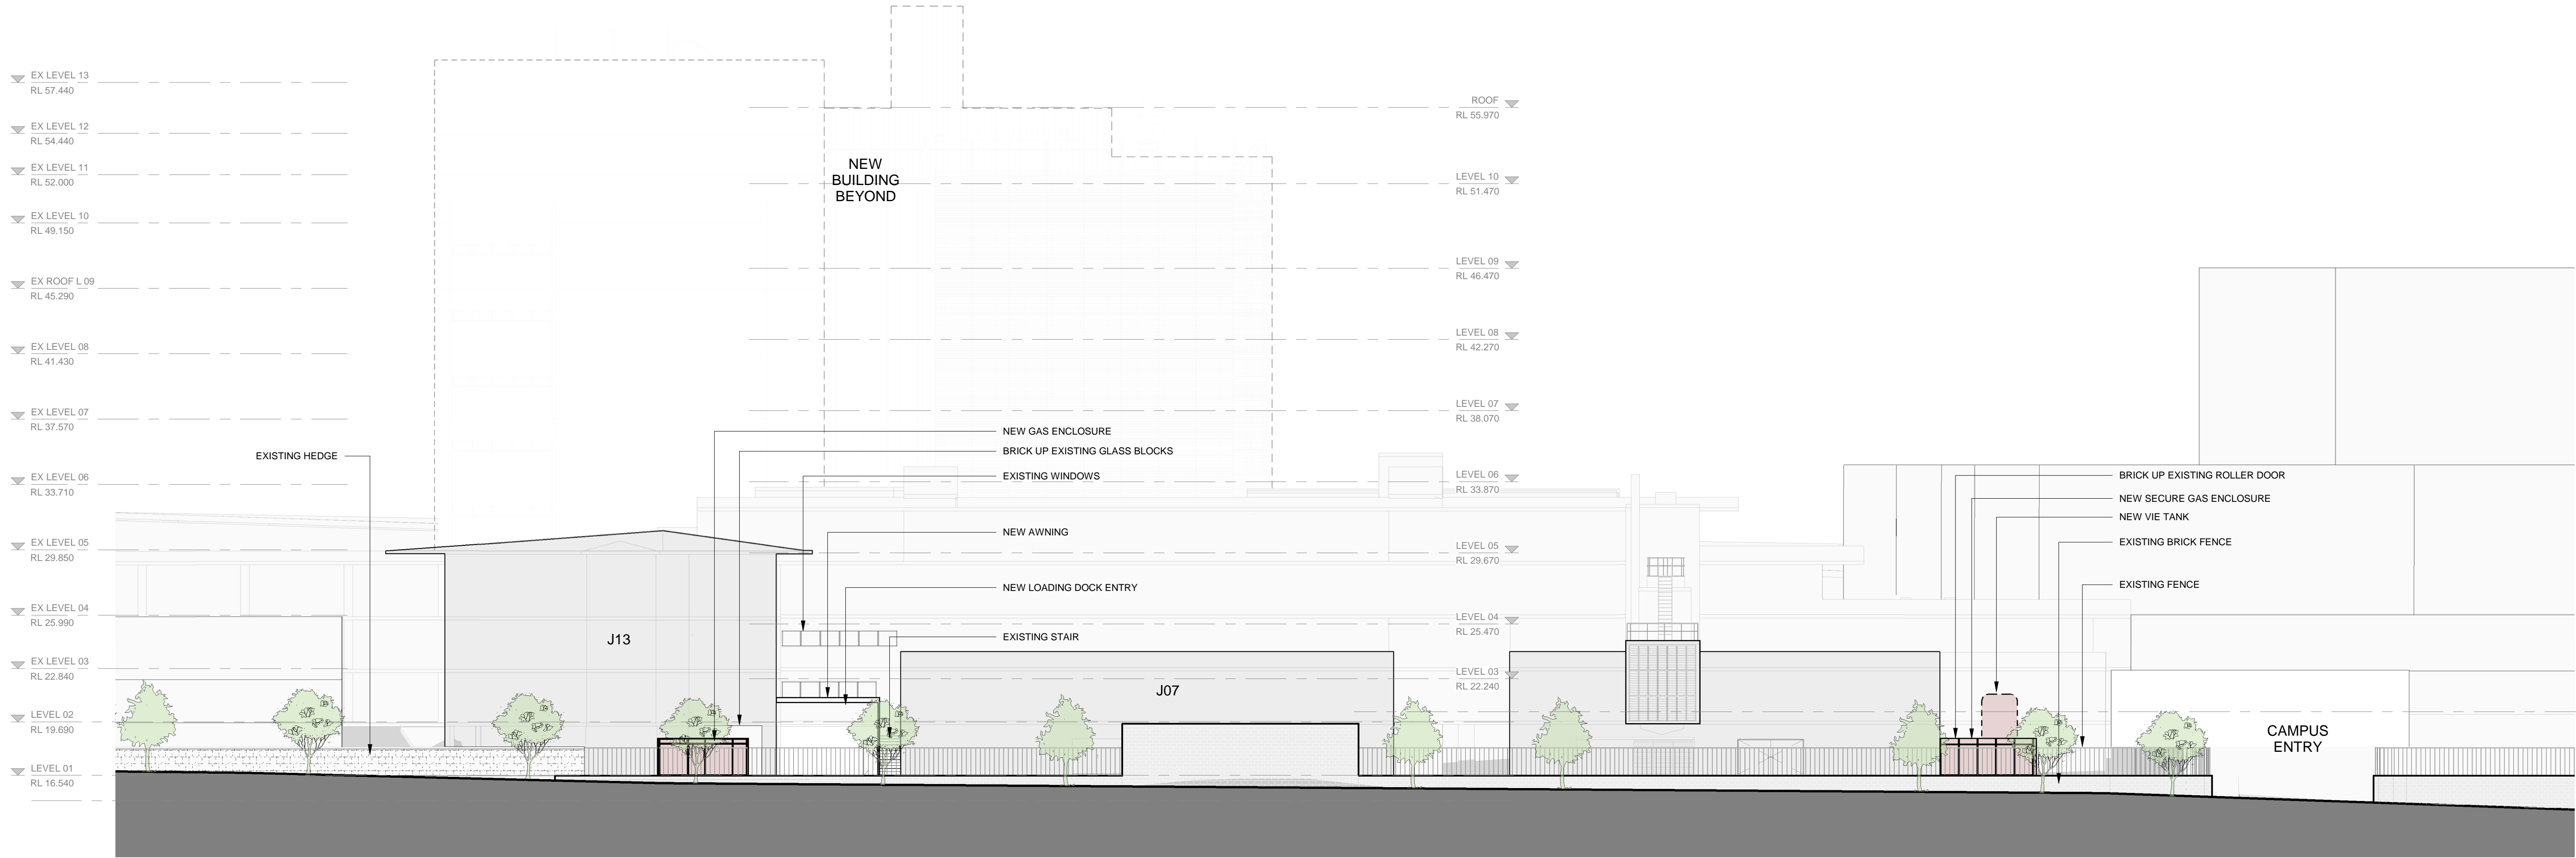 EX LEVEL 13
RL 57.440
EX LEVEL 12
RL 54.440
EX LEVEL 11
RL 52.000
EX LEVEL 10
RL 49.150
EX ROOF L 09
RL 45.290
EX LEVEL 08
RL 41.430
EX LEVEL 07
RL 37.570
EX LEVEL 06
RL 33.710
EX LEVEL 05
RL 29.850
EX LEVEL 04
RL 25.990
EX LEVEL 03
RL 22.840
LEVEL 02
RL 19.690
LEVEL 01
RL 16.540
EXISTING HEDGE
J13
NEW
BUILDING
BEYOND
NEW GAS ENCLOSURE
BRICK UP EXISTING GLASS BLOCKS
EXISTING WINDOWS
NEW AWNING
NEW LOADING DOCK ENTRY
EXISTING STAIR
J07
ROOF
RL 55.970
LEVEL 10
RL 51.470
LEVEL 09
RL 46.470
LEVEL 08
RL 42.270
LEVEL 07
RL 38.070
LEVEL 06
RL 33.870
LEVEL 05
RL 29.670
LEVEL 04
RL 25.470
LEVEL 03
RL 22.240
BRICK UP EXISTING ROLLER DOOR
NEW SECURE GAS ENCLOSURE
NEW VIE TANK
EXISTING BRICK FENCE
EXISTING FENCE
CAMPUS
ENTRY